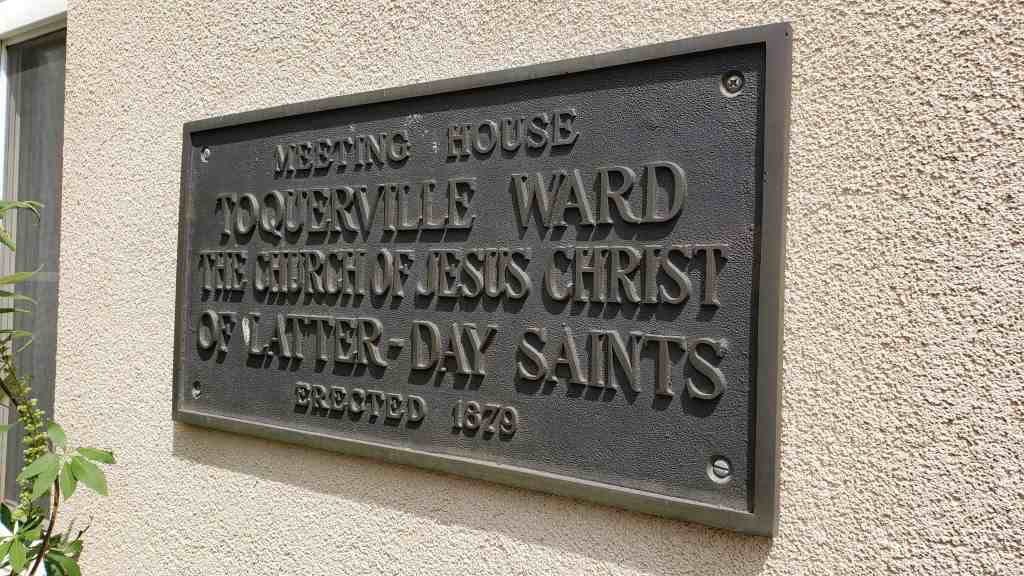 MEETING HOUSE
TOQUERVILLE WARD
THE CHURCH OF JESUS CHRIST
OF LATTER-DAY SAINTS
ERECTED 1879